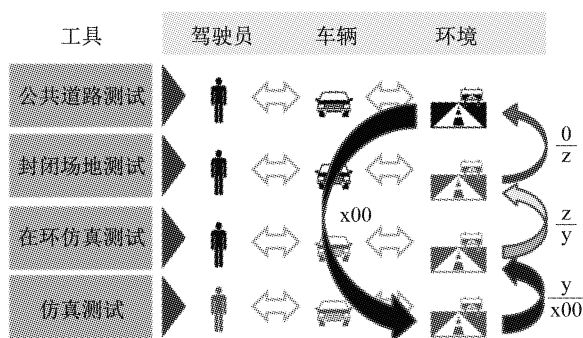 工具 驾驶员 车辆 环境
公共道路测试
封闭场地测试
在环仿真测试
仿真测试
x00
0
z
z
y
y
x00